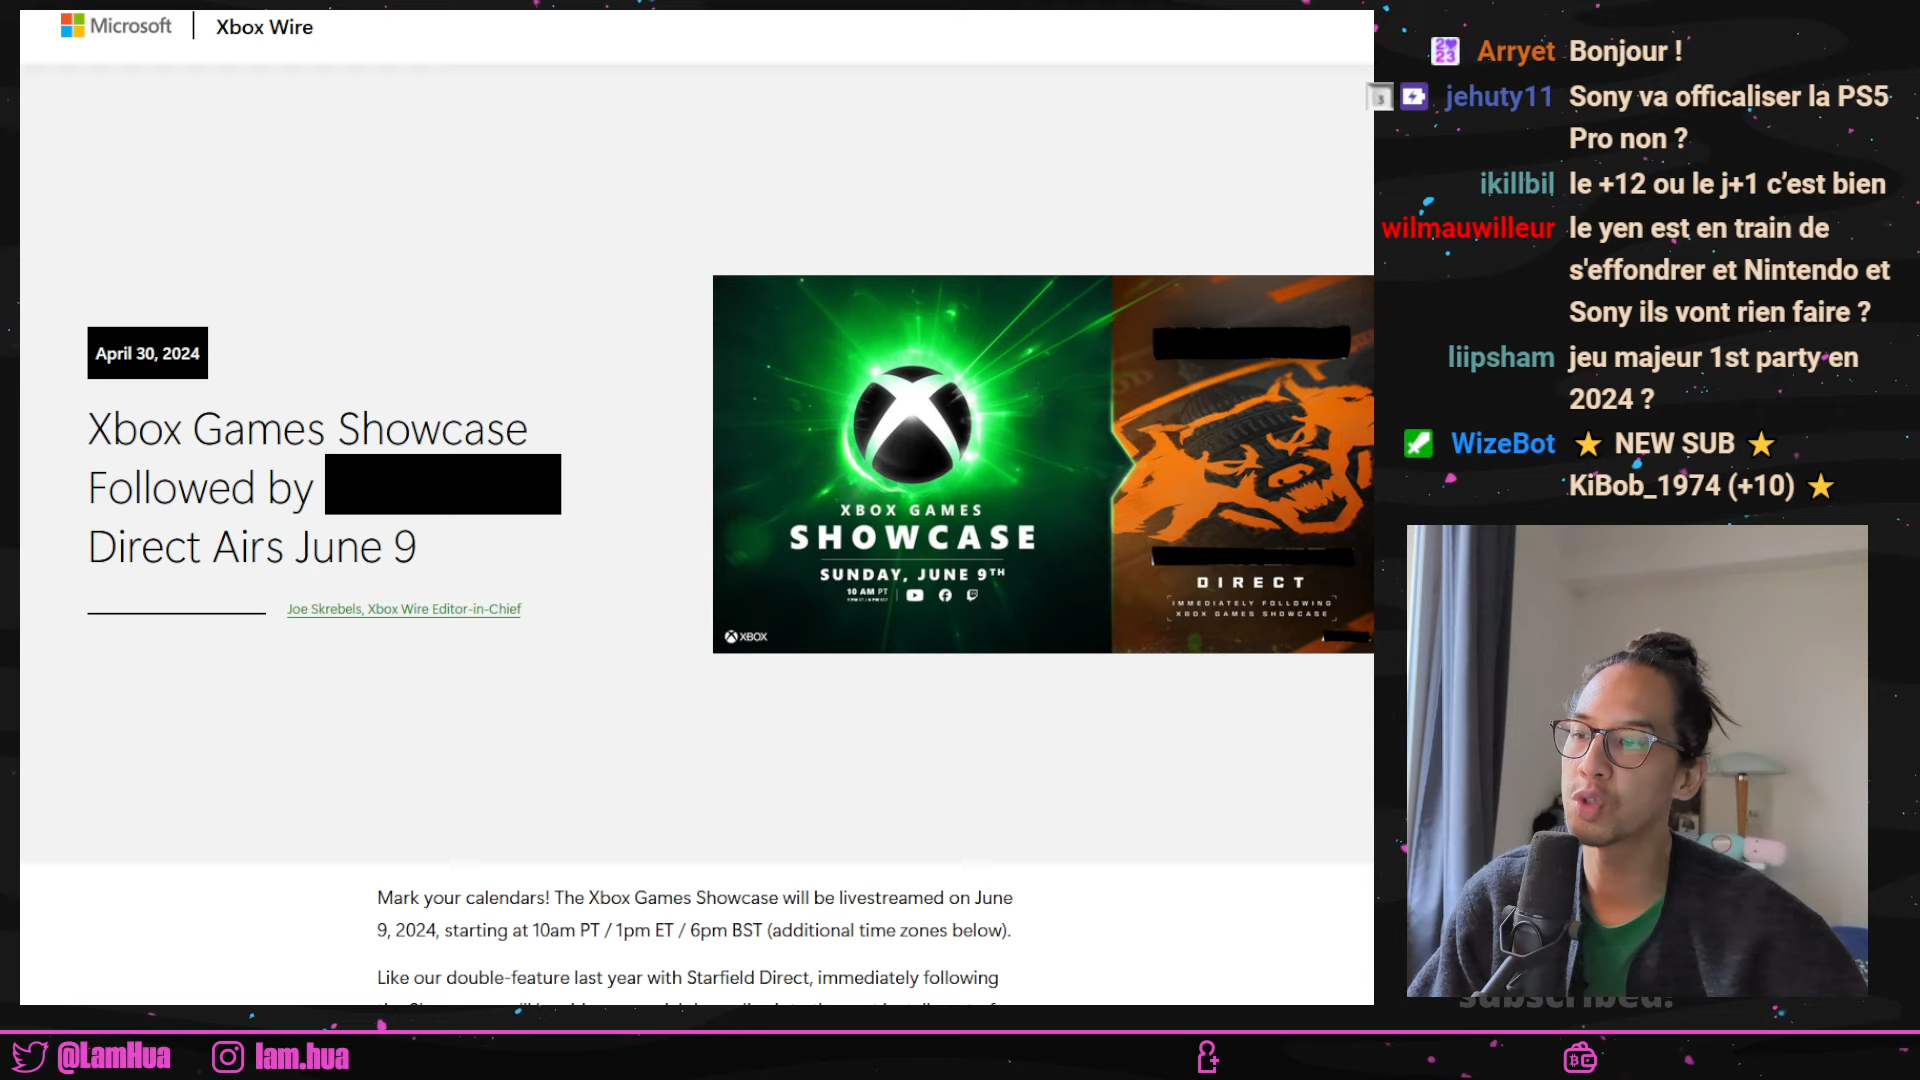 Microsoft
Xbox Wire
April 30, 2024
Xbox Games Showcase
Followed by
Direct Airs June 9
Joe Skrebels, Xbox Wire Editor-in-Chief
XBOX GAMES
SHOWCASE
SUNDAY, JUNE 9TH
10 AM PT
XBOX
DIRECT
IMMEDIATELY FOLLOWING
XBOX GAMES SHOWCASE
Mark your calendars! The Xbox Games Showcase will be livestreamed on June
9, 2024, starting at 10am PT / 1pm ET / 6pm BST (additional time zones below).
Like our double-feature last year with Starfield Direct, immediately following
Arryet Bonjour !
jehuty11 Sony va officaliser la PS5
Pro non ?
ikillbil le +12 ou le j+1 c’est bien
wilmauwilleur le yen est en train de
s'effondrer et Nintendo et
Sony ils vont rien faire ?
liipsham jeu majeur 1st party en
2024 ?
WizeBot ⭐ NEW SUB ⭐
KiBob_1974 (+10) ⭐
subscribed!
@LamHua
lam.hua